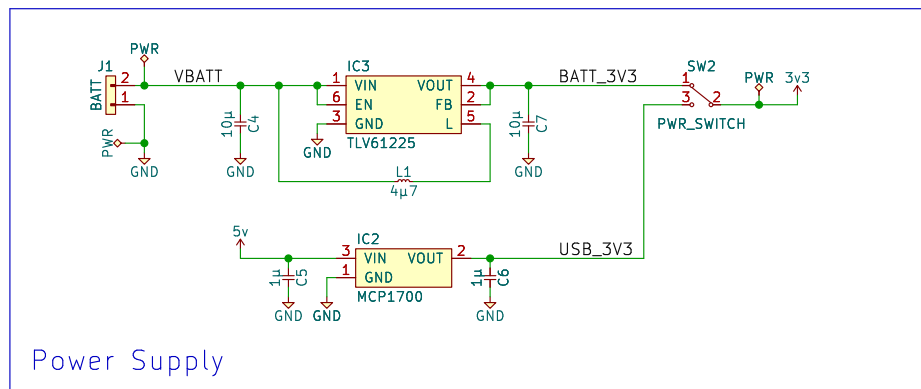 PWR
J1
BATT
2
1
VBATT
PWR
GND
10µ
C4
GND
IC3
1
VIN
VOUT
4
6
EN
FB
2
3
GND
L
5
TLV61225
GND
L1
4µ7
BATT_3V3
10µ
C7
GND
SW2
1
3
2
PWR_SWITCH
PWR
3v3
5v
1µ
C5
GND
IC2
3
VIN
VOUT
2
1
GND
MCP1700
GND
1µ
C6
GND
USB_3V3
Power Supply